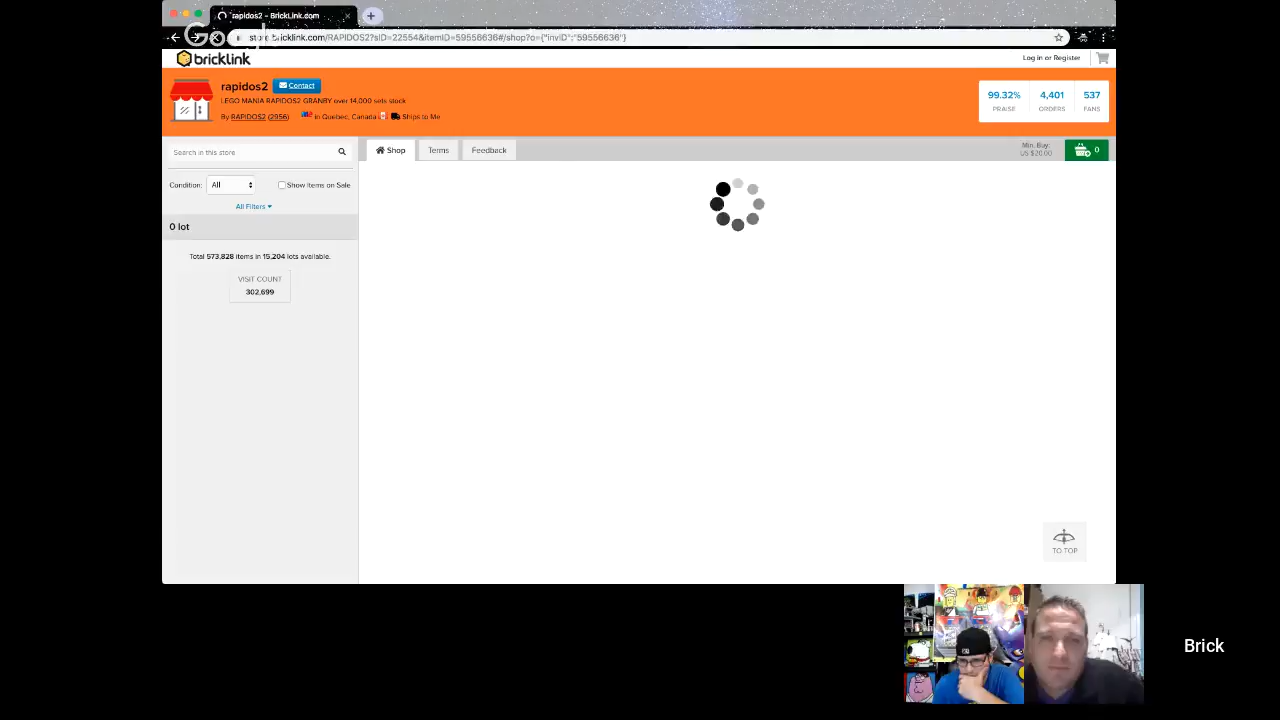 rapidos2 - BrickLink.com
Google
store.bricklink.com/RAPIDOS2?sID=22554&itemID=59556636#/shop?o={"invID":"59556636"}
bricklink
Log in or Register
rapidos2 Contact
LEGO MANIA RAPIDOS2 GRANBY over 14,000 sets stock
By RAPIDOS2 (2956) in Quebec, Canada Ships to Me
99.32% 4,401 537
PRAISE ORDERS FANS
Search in this store
Shop Terms Feedback
Min. Buy:
US $20.00
0
Condition: All Show Items on Sale
All Filters
0 lot
Total 573,828 items in 15,204 lots available.
VISIT COUNT
302,699
TO TOP
Brick